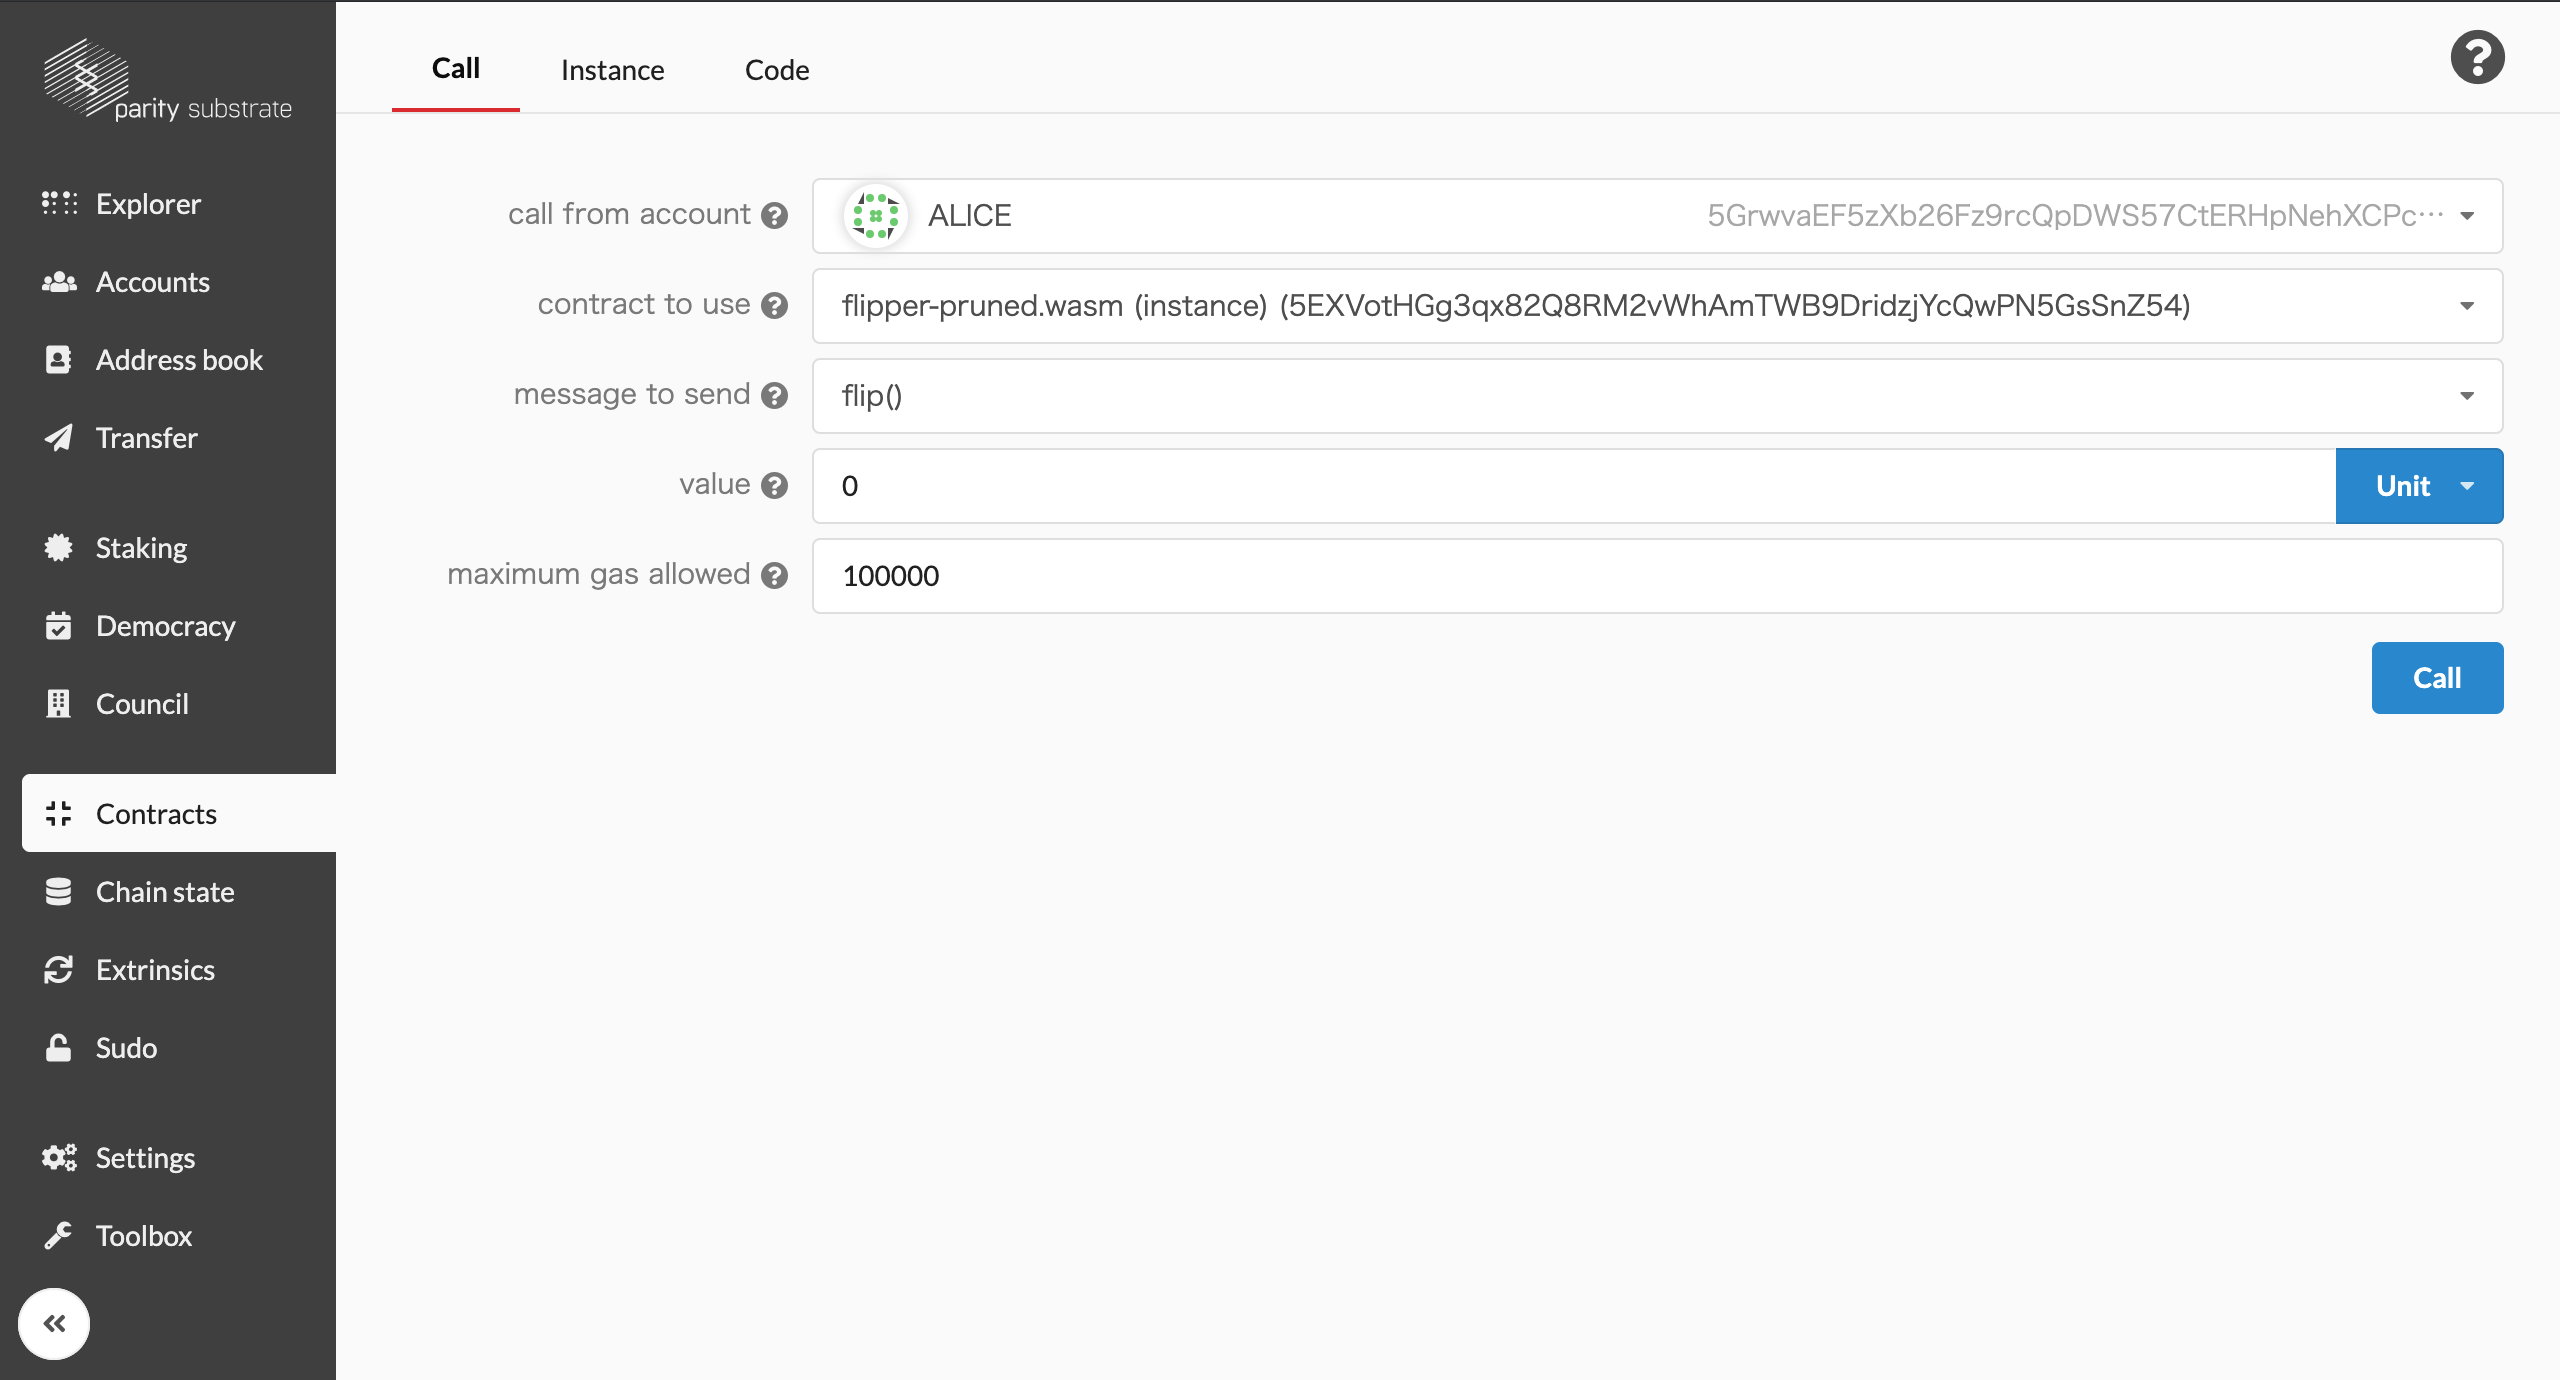 parity substrate
Explorer
Accounts
Address book
Transfer
Staking
Democracy
Council
Contracts
Chain state
Extrinsics
Sudo
Settings
Toolbox
Call
Instance
Code
call from account
ALICE
5GrwvaEF5zXb26Fz9rcQpDWS57CtERHpNehXCPc…
contract to use
flipper-pruned.wasm (instance) (5EXVotHGg3qx82Q8RM2vWhAmTWB9DridzjYcQwPN5GsSnZ54)
message to send
flip()
value
0
Unit
maximum gas allowed
100000
Call